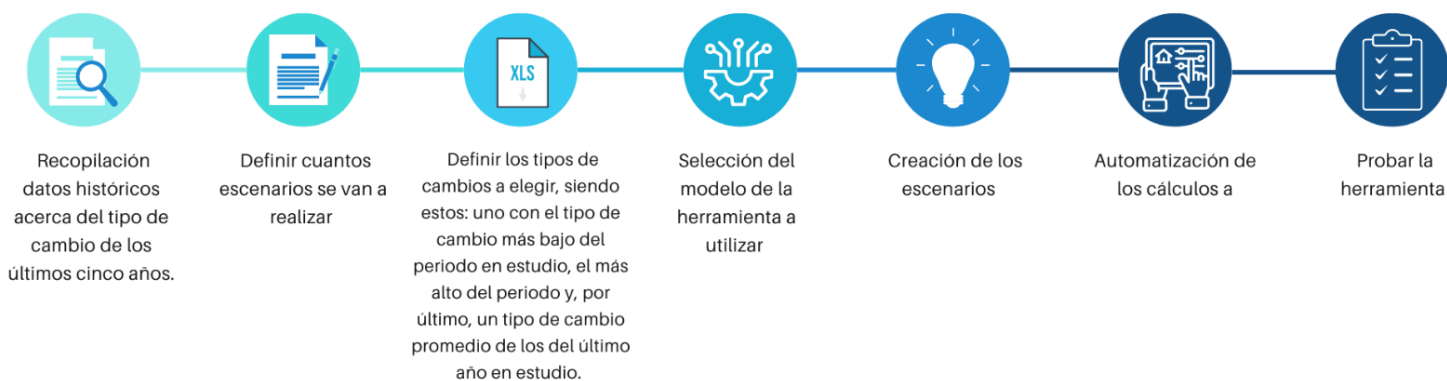 XLS
Recopilación
datos históricos
acerca del tipo de
cambio de los
últimos cinco años.
Definir cuantos
escenarios se van a
realizar
Definir los tipos de
cambios a elegir, siendo
estos: uno con el tipo de
cambio más bajo del
periodo en estudio, el más
alto del periodo y, por
último, un tipo de cambio
promedio de los del último
año en estudio.
Selección del
modelo de la
herramienta a
utilizar
Creación de los
escenarios
Automatización de
los cálculos a
Probar la
herramienta